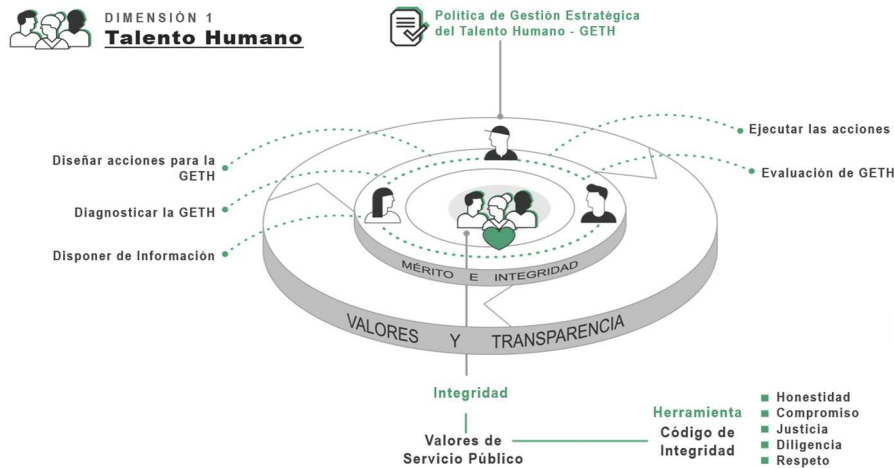 DIMENSIÓN 1
Talento Humano
Política de Gestión Estratégica
del Talento Humano - GETH
Ejecutar las acciones
Evaluación de GETH
Diseñar acciones para la
GETH
Diagnosticar la GETH
Disponer de Información
MÉRITO E INTEGRIDAD
VALORES Y TRANSPARENCIA
Integridad
Valores de
Servicio Público
Herramienta
Código de
Integridad
Honestidad
Compromiso
Justicia
Diligencia
Respeto